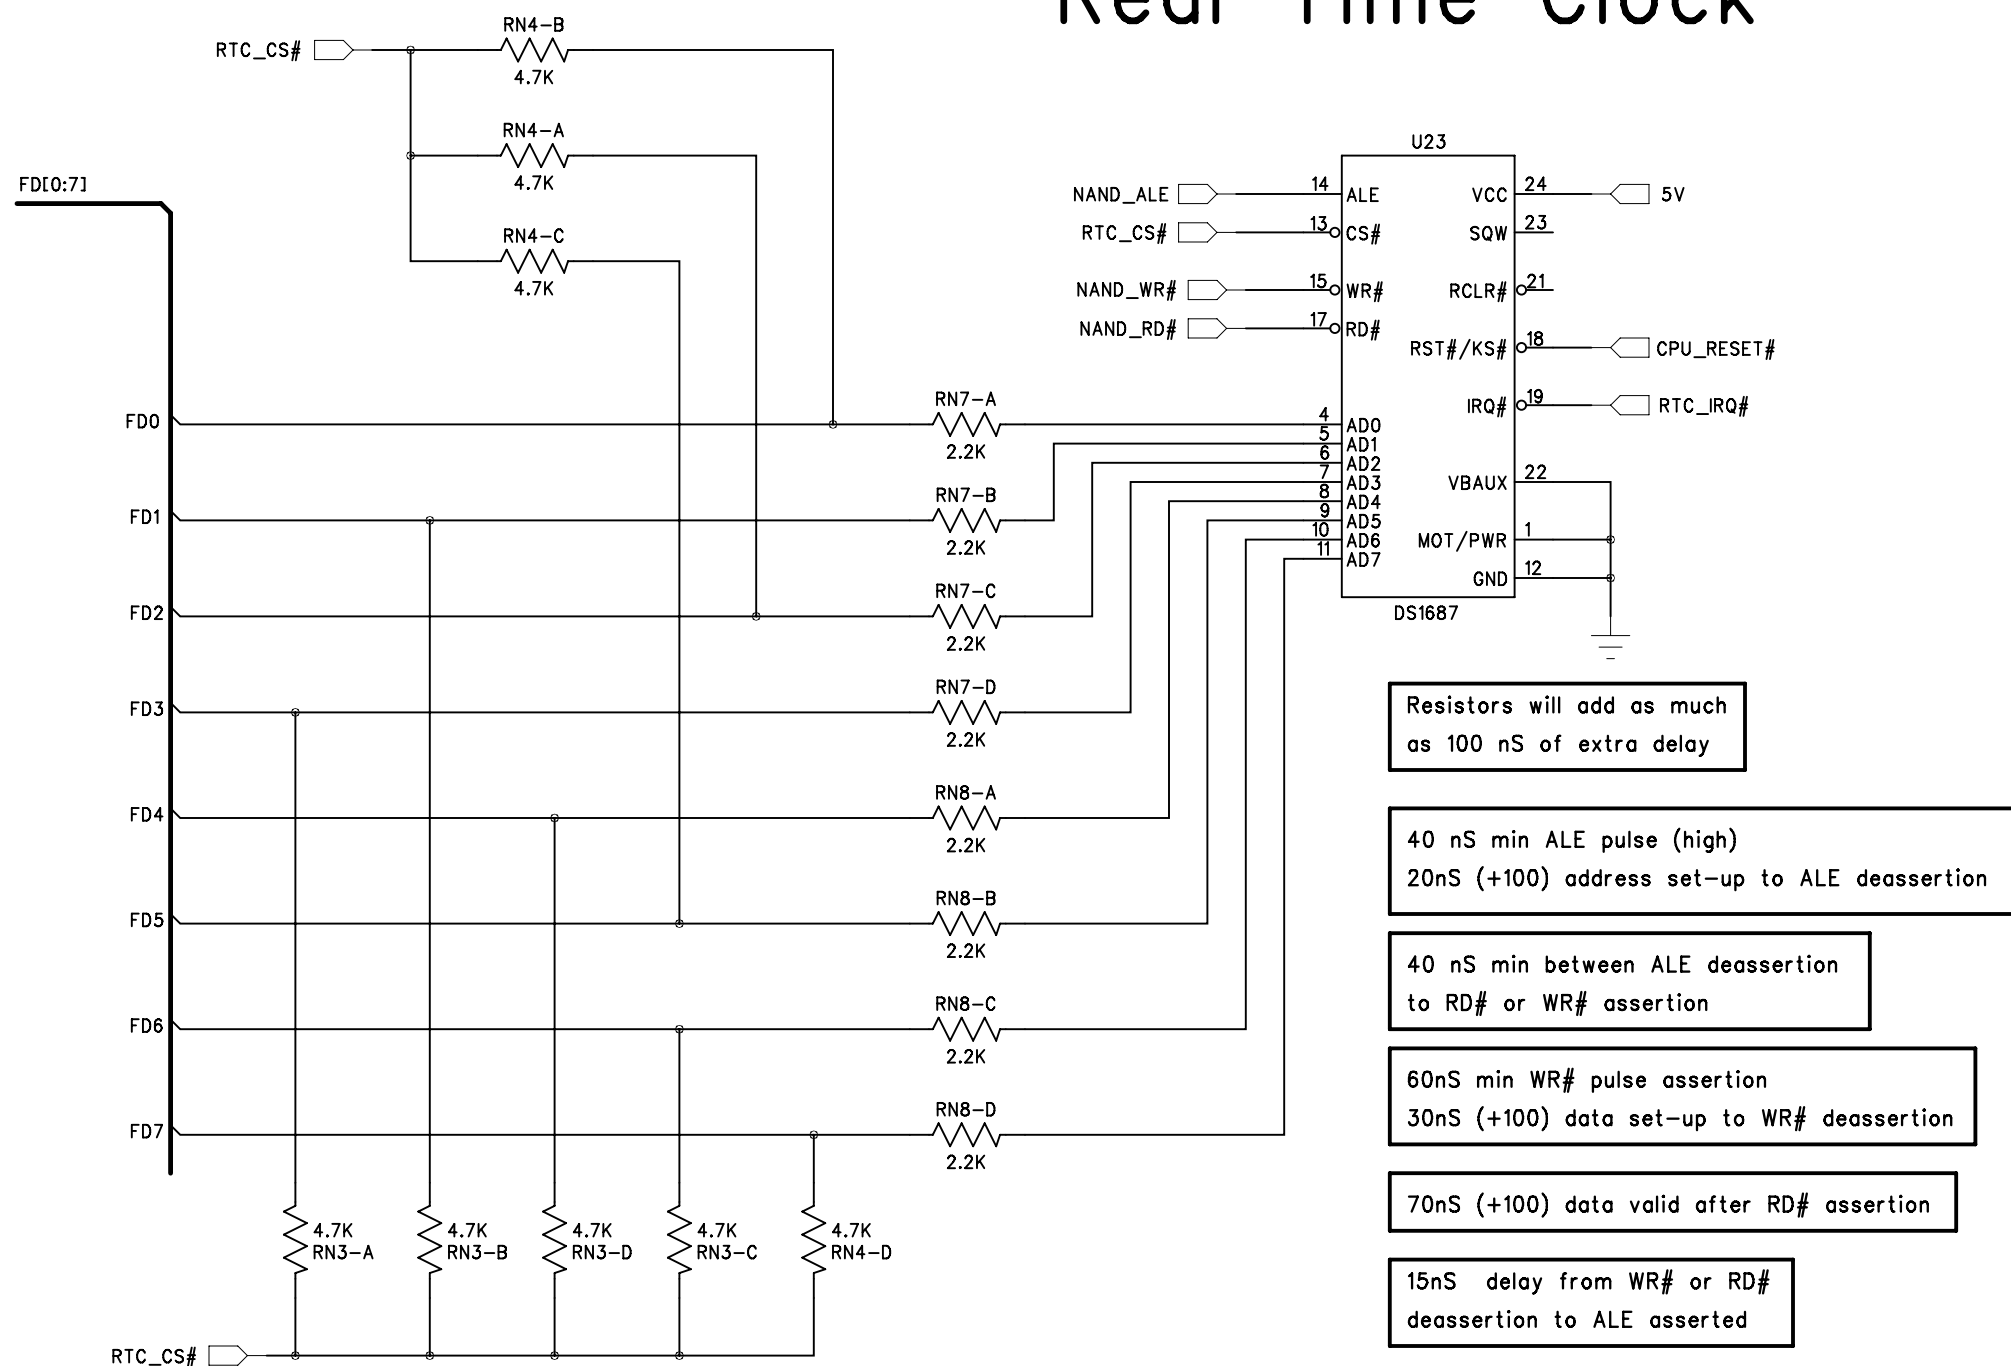 Real Time Clock
RTC_CS#
RN4-B
4.7K
RN4-A
4.7K
RN4-C
4.7K
FD[0:7]
FD0
FD1
FD2
FD3
FD4
FD5
FD6
FD7
RN7-A
2.2K
RN7-B
2.2K
RN7-C
2.2K
RN7-D
2.2K
RN8-A
2.2K
RN8-B
2.2K
RN8-C
2.2K
RN8-D
2.2K
4.7K
RN3-A
4.7K
RN3-B
4.7K
RN3-D
4.7K
RN3-C
4.7K
RN4-D
RTC_CS#
U23
NAND_ALE 14 ALE
RTC_CS# 13 CS#
NAND_WR# 15 WR#
NAND_RD# 17 RD#
4 AD0
5 AD1
6 AD2
7 AD3
8 AD4
9 AD5
10 AD6
11 AD7
VCC 24 5V
SQW 23
RCLR# 21
RST#/KS# 18 CPU_RESET#
IRQ# 19 RTC_IRQ#
VBAUX 22
MOT/PWR 1
GND 12
DS1687
Resistors will add as much
as 100 nS of extra delay
40 nS min ALE pulse (high)
20nS (+100) address set-up to ALE deassertion
40 nS min between ALE deassertion
to RD# or WR# assertion
60nS min WR# pulse assertion
30nS (+100) data set-up to WR# deassertion
70nS (+100) data valid after RD# assertion
15nS delay from WR# or RD#
deassertion to ALE asserted